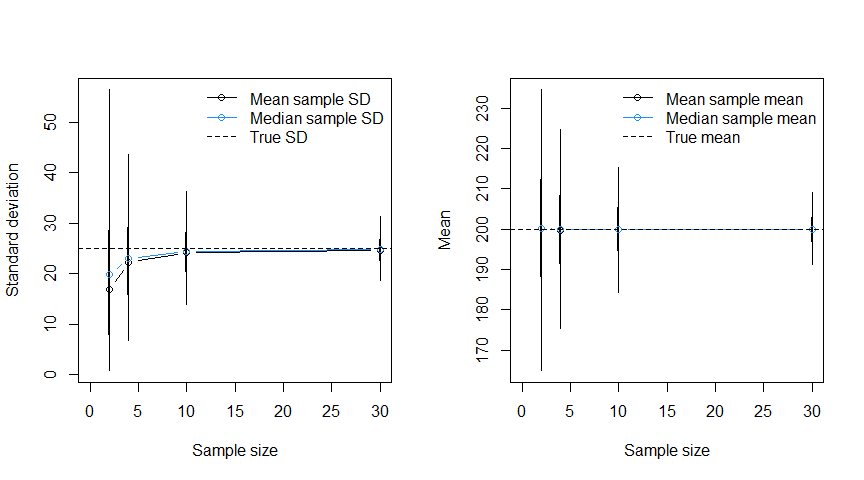 Mean sample SD
Median sample SD
True SD
Standard deviation
50
40
30
20
10
0
0 5 10 15 20 25 30
Sample size
Mean sample mean
Median sample mean
True mean
Mean
230
220
210
200
190
180
170
0 5 10 15 20 25 30
Sample size